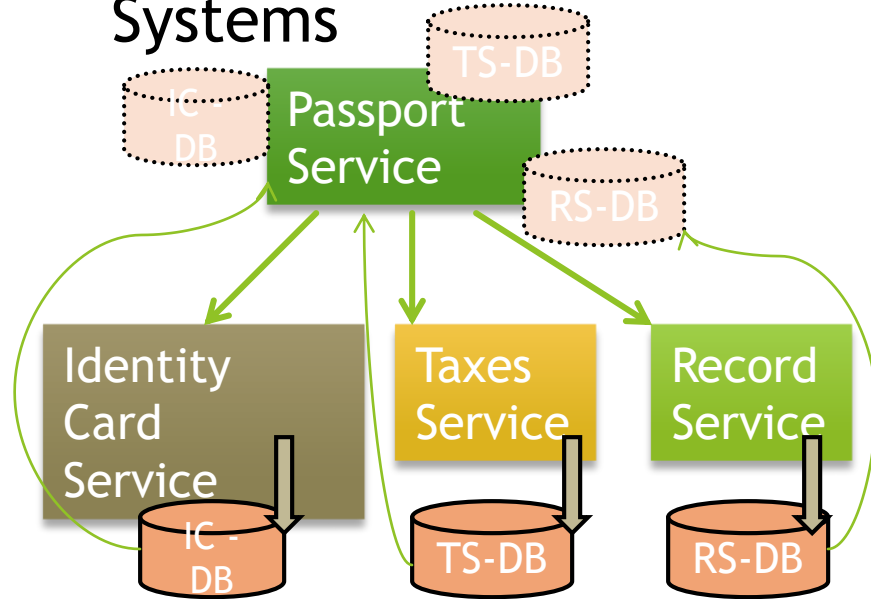 Systems
TS-DB
IC -
DB
Passport
Service
RS-DB
Identity
Card
Service
Taxes
Service
Record
Service
IC -
DB
TS-DB
RS-DB